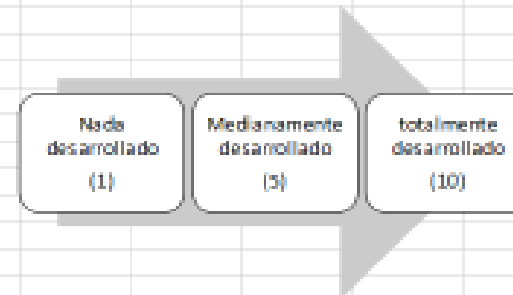 Nada
desarrollado
(1)
Medianamente
desarrollado
(5)
totalmente
desarrollado
(10)